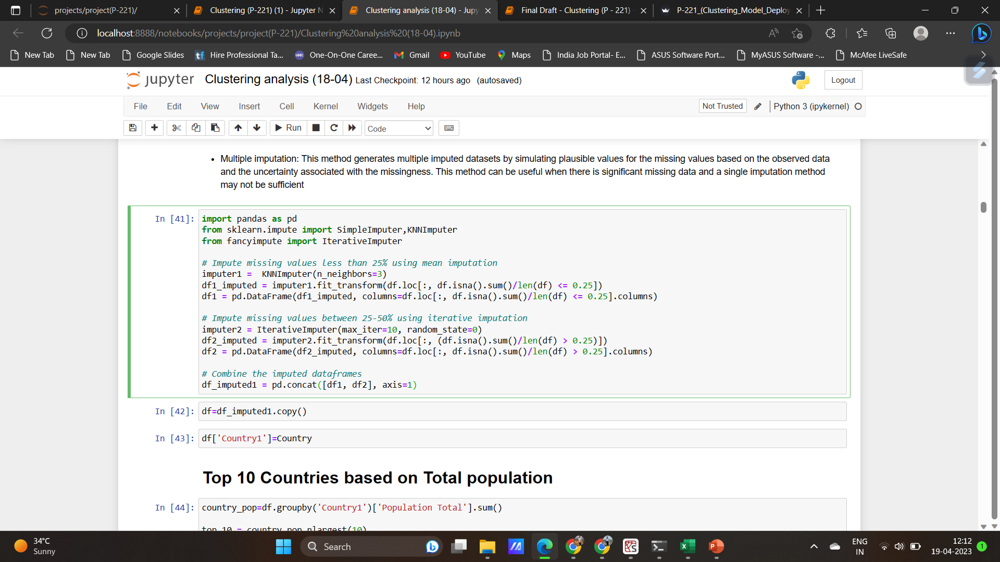 projects/project(P-221)/
Clustering (P-221) (1) - Jupyter N
Clustering analysis (18-04) - Jupy
Final Draft - Clustering (P - 221) -
P-221_(Clustering_Model_Deploy
localhost:8888/notebooks/projects/project(P-221)/Clustering%20analysis%20(18-04).ipynb
New Tab
New Tab
Google Slides
Hire Professional Ta...
One-On-One Caree...
Gmail
YouTube
Maps
India Job Portal- E...
ASUS Software Port...
MyASUS Software -...
McAfee LiveSafe
jupyter Clustering analysis (18-04) Last Checkpoint: 12 hours ago (autosaved)
Logout
File Edit View Insert Cell Kernel Widgets Help
Not Trusted
Python 3 (ipykernel)
Run
Code
• Multiple imputation: This method generates multiple imputed datasets by simulating plausible values for the missing values based on the observed data
and the uncertainty associated with the missingness. This method can be useful when there is significant missing data and a single imputation method
may not be sufficient
In [41]: import pandas as pd
from sklearn.impute import SimpleImputer,KNNImputer
from fancyimpute import IterativeImputer
# Impute missing values less than 25% using mean imputation
imputer1 =  KNNImputer(n_neighbors=3)
df1_imputed = imputer1.fit_transform(df.loc[:, df.isna().sum()/len(df) <= 0.25])
df1 = pd.DataFrame(df1_imputed, columns=df.loc[:, df.isna().sum()/len(df) <= 0.25].columns)
# Impute missing values between 25-50% using iterative imputation
imputer2 = IterativeImputer(max_iter=10, random_state=0)
df2_imputed = imputer2.fit_transform(df.loc[:, (df.isna().sum()/len(df) > 0.25)])
df2 = pd.DataFrame(df2_imputed, columns=df.loc[:, df.isna().sum()/len(df) > 0.25].columns)
# Combine the imputed dataframes
df_imputed1 = pd.concat([df1, df2], axis=1)
In [42]: df=df_imputed1.copy()
In [43]: df['Country1']=Country
Top 10 Countries based on Total population
In [44]: country_pop=df.groupby('Country1')['Population Total'].sum()
top_10 = country_pop.nlargest(10)
34°C
Sunny
Search
ENG
IN
12:12
19-04-2023
1